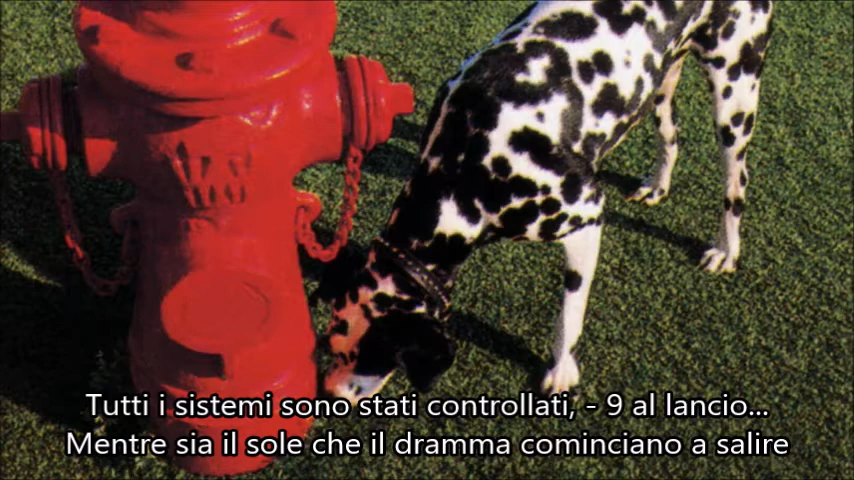 Tutti i sistemi sono stati controllati, - 9 al lancio...
Mentre sia il sole che il dramma cominciano a salire